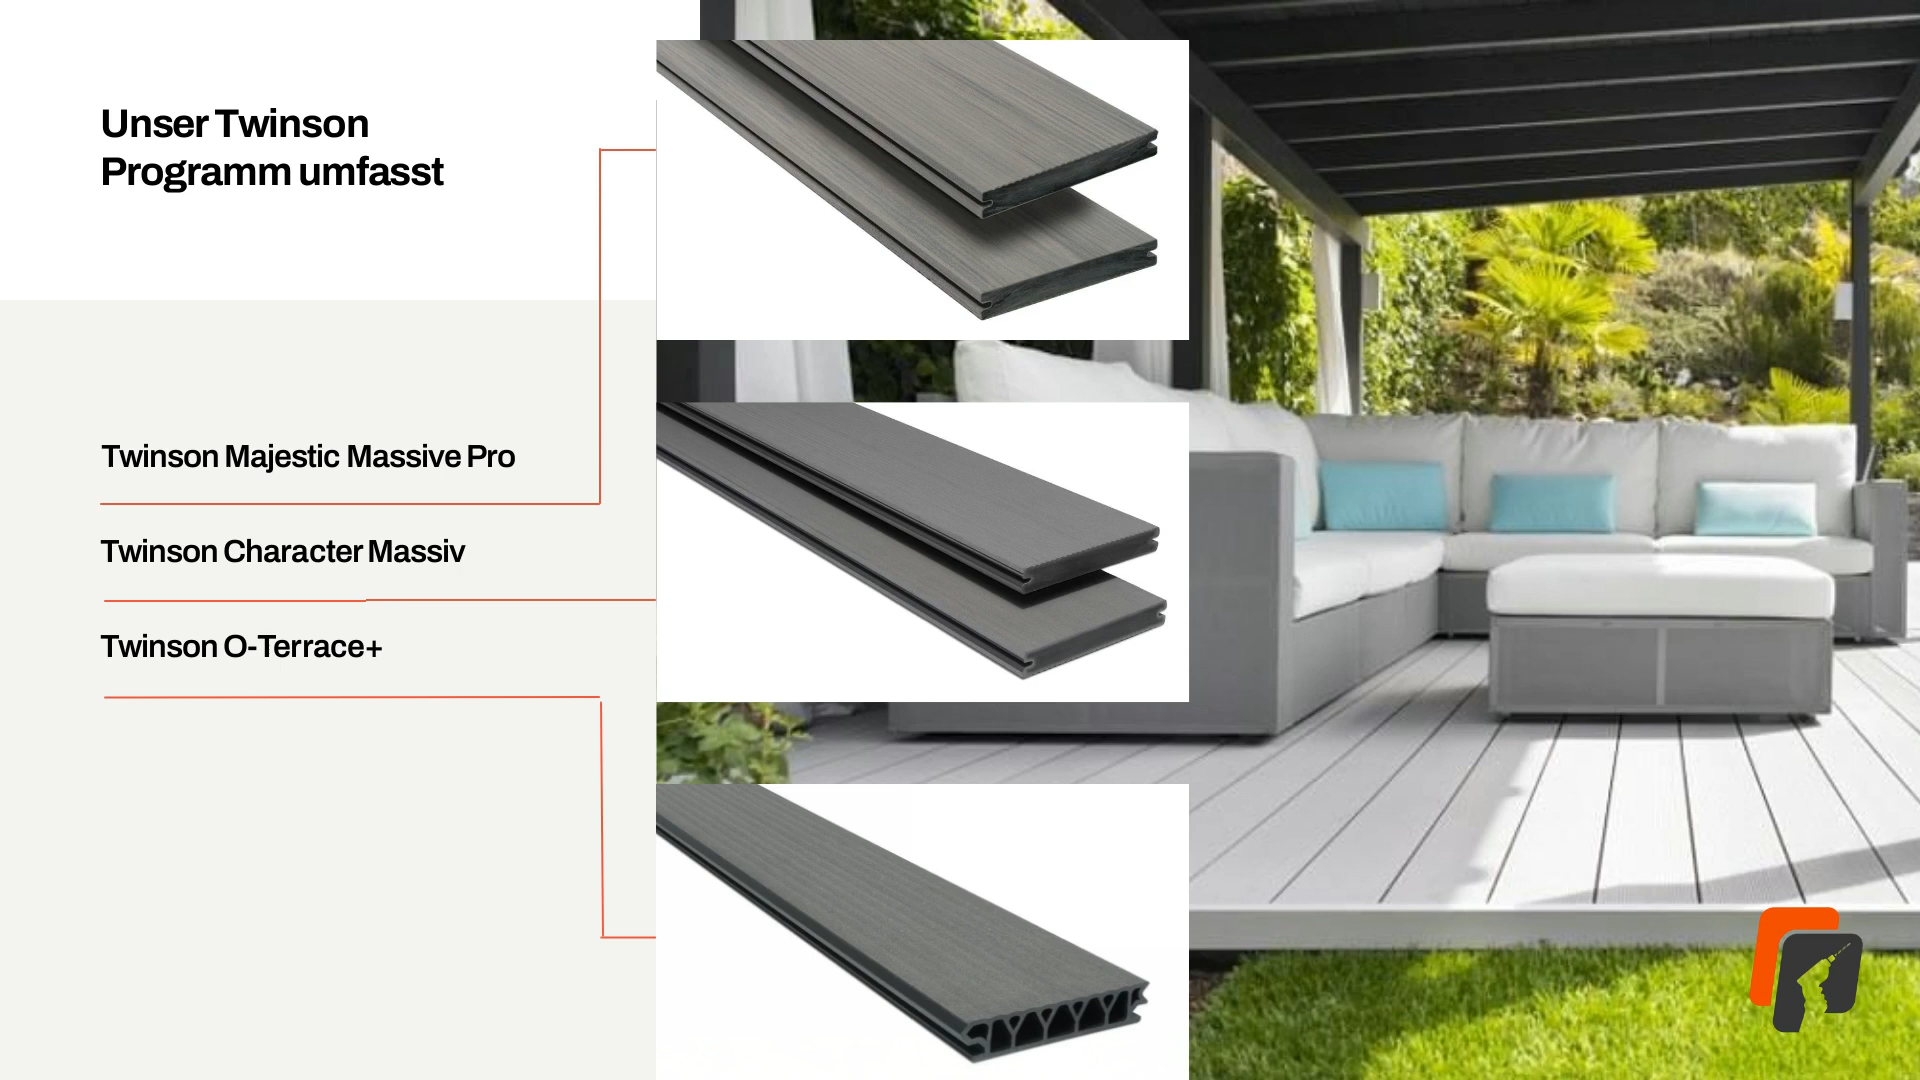 Unser Twinson
Programm umfasst
Twinson Majestic Massive Pro
Twinson Character Massiv
Twinson O-Terrace+